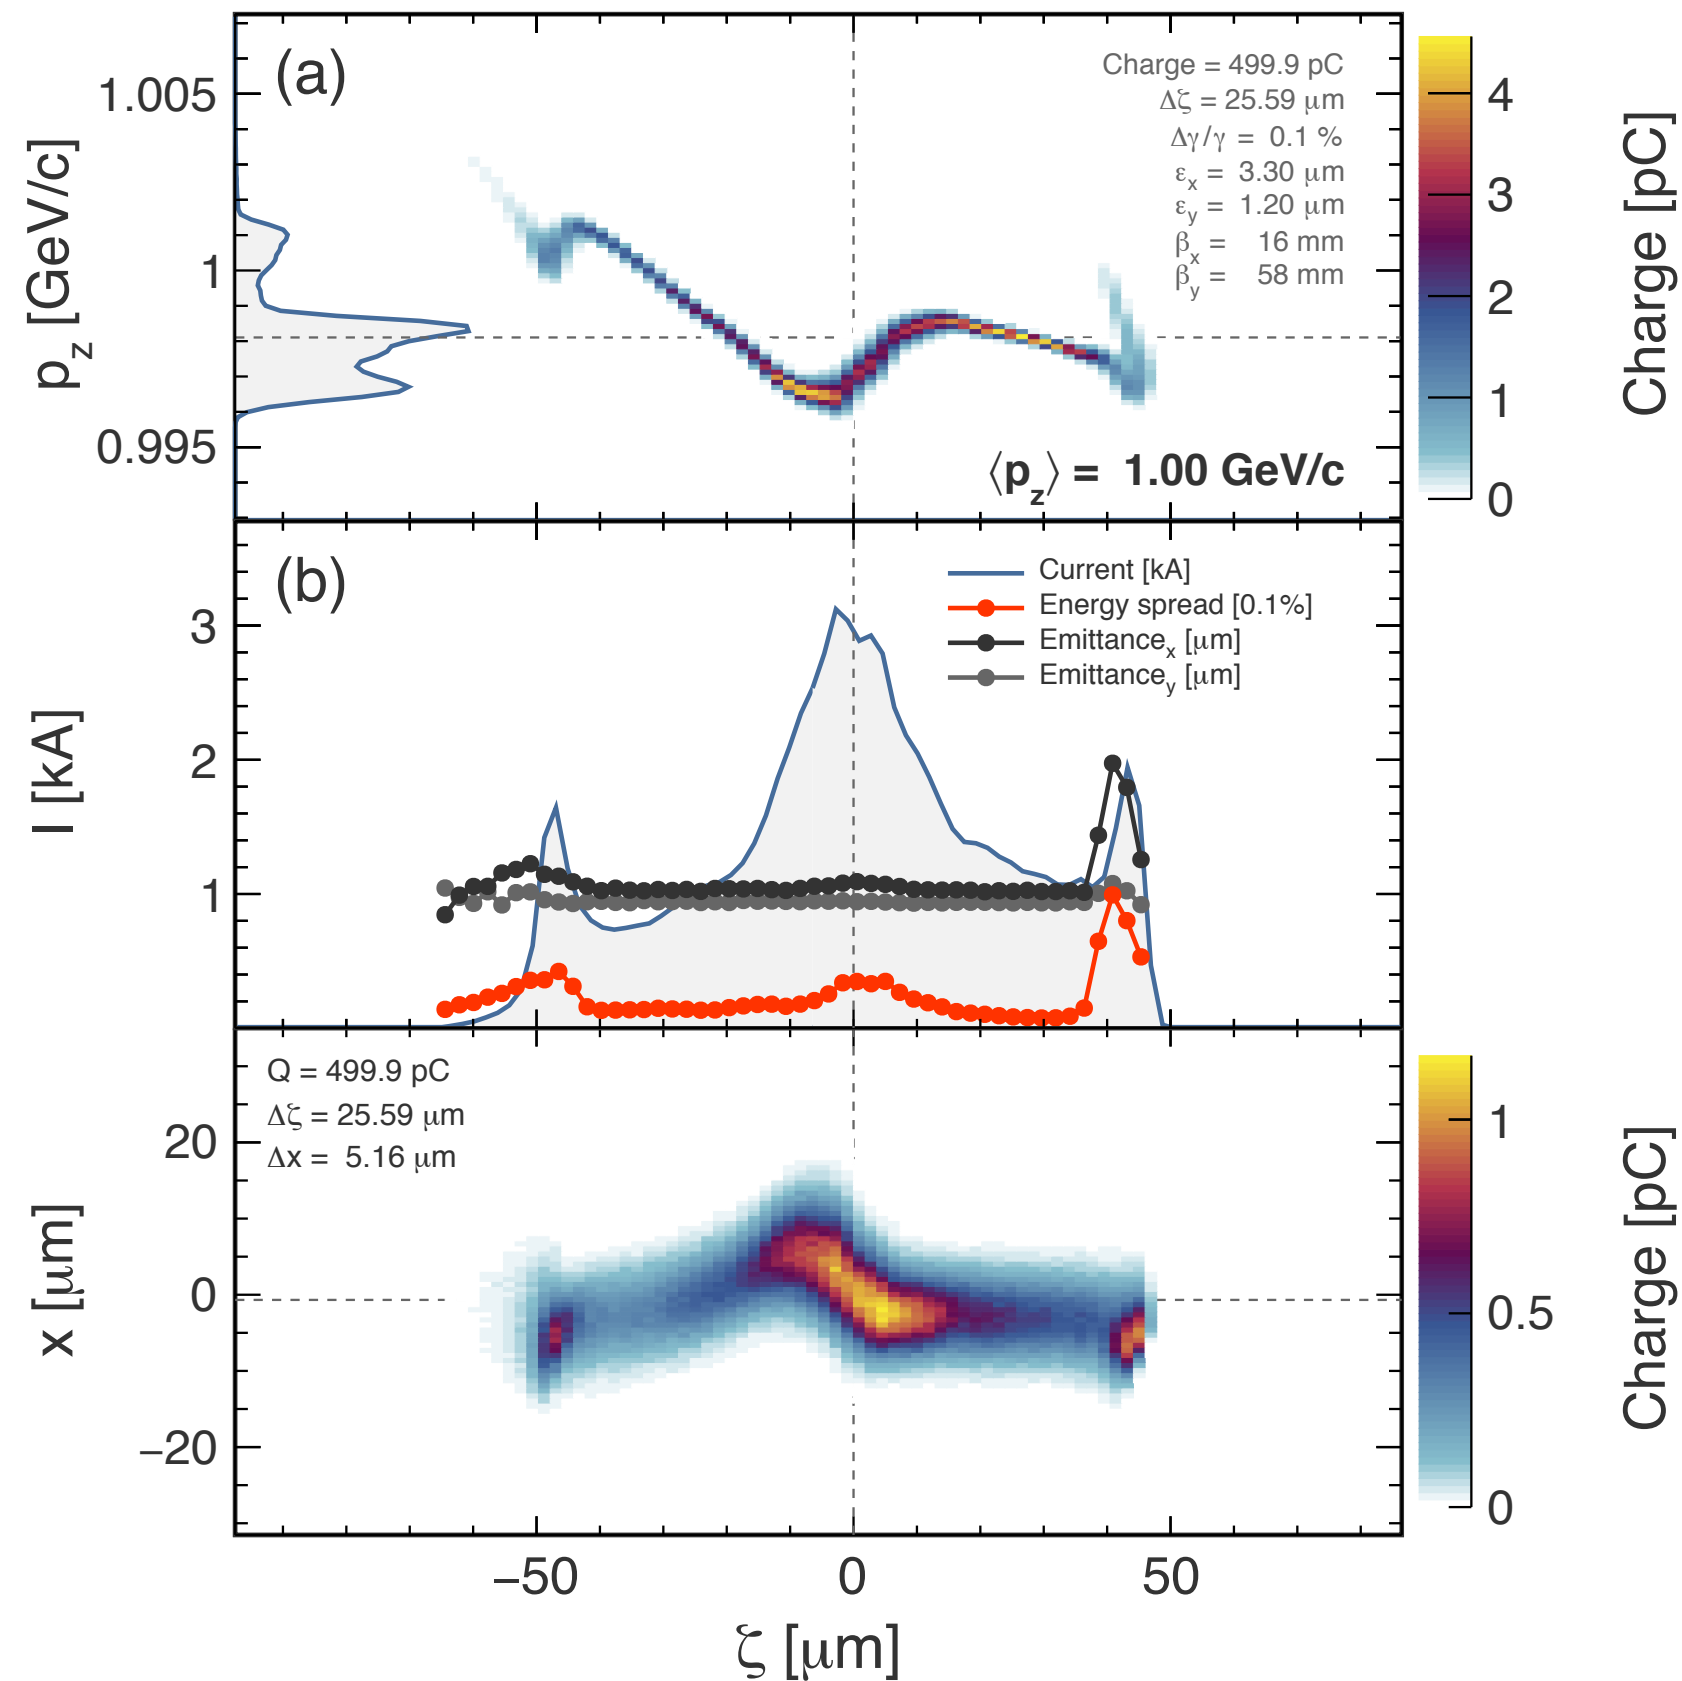 (a)
Charge = 499.9 pC
Δζ = 25.59 μm
Δγ/γ = 0.1 %
εx = 3.30 μm
εy = 1.20 μm
βx = 16 mm
βy = 58 mm
⟨pz⟩ = 1.00 GeV/c
pz [GeV/c]
1.005
1
0.995
Charge [pC]
4
3
2
1
0
(b)
Current [kA]
Energy spread [0.1%]
Emittancex [μm]
Emittancey [μm]
I [kA]
3
2
1
Q = 499.9 pC
Δζ = 25.59 μm
Δx = 5.16 μm
x [μm]
20
0
−20
Charge [pC]
1
0.5
0
−50 0 50
ζ [μm]